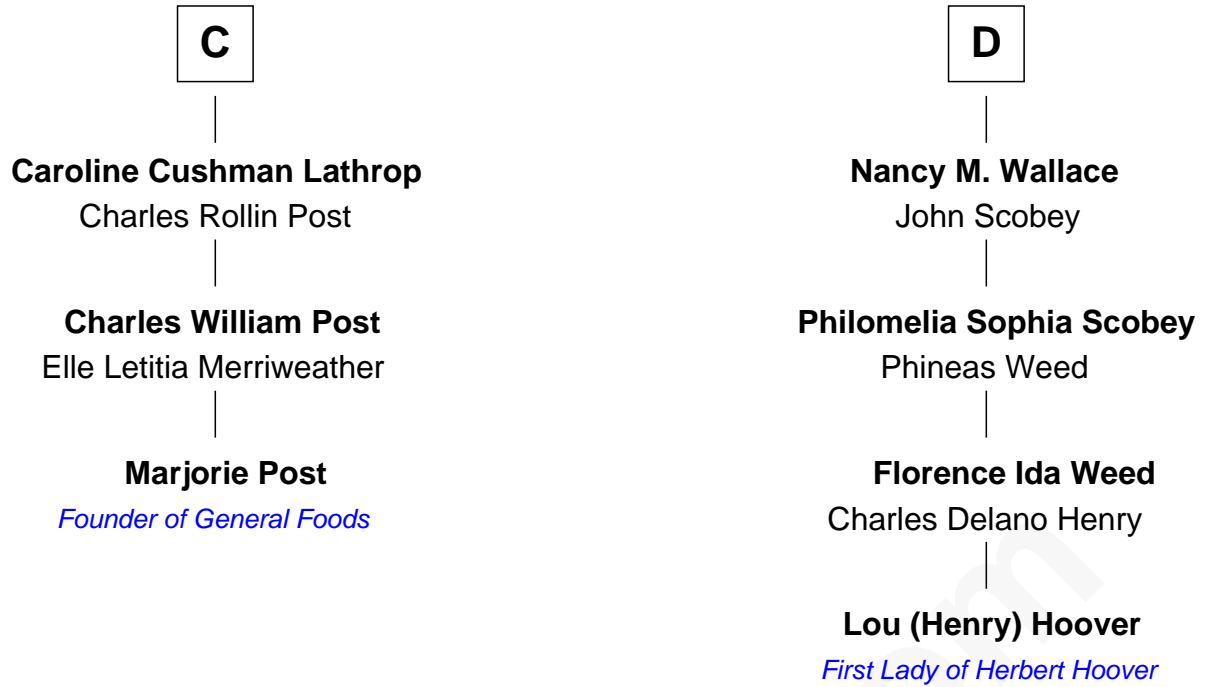 C
Caroline Cushman Lathrop
Charles Rollin Post
Charles William Post
Elle Letitia Merriweather
Marjorie Post
Founder of General Foods
D
Nancy M. Wallace
John Scobey
Philomelia Sophia Scobey
Phineas Weed
Florence Ida Weed
Charles Delano Henry
Lou (Henry) Hoover
First Lady of Herbert Hoover